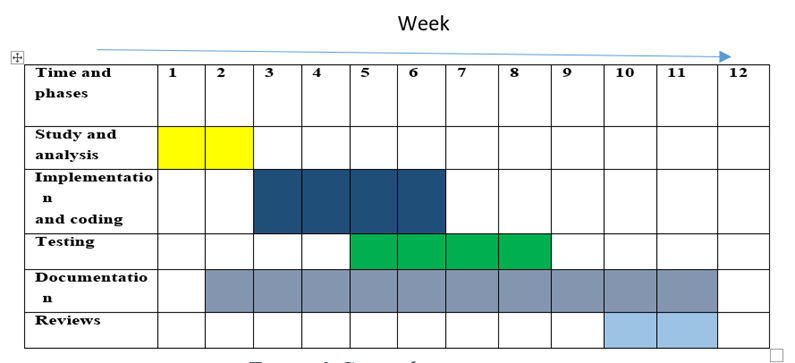 Week
Time and 1 2 3 4 5 6 7 8 9 10 11 12
phases
Study and
analysis
Implementatio
n
and coding
Testing
Documentatio
n
Reviews